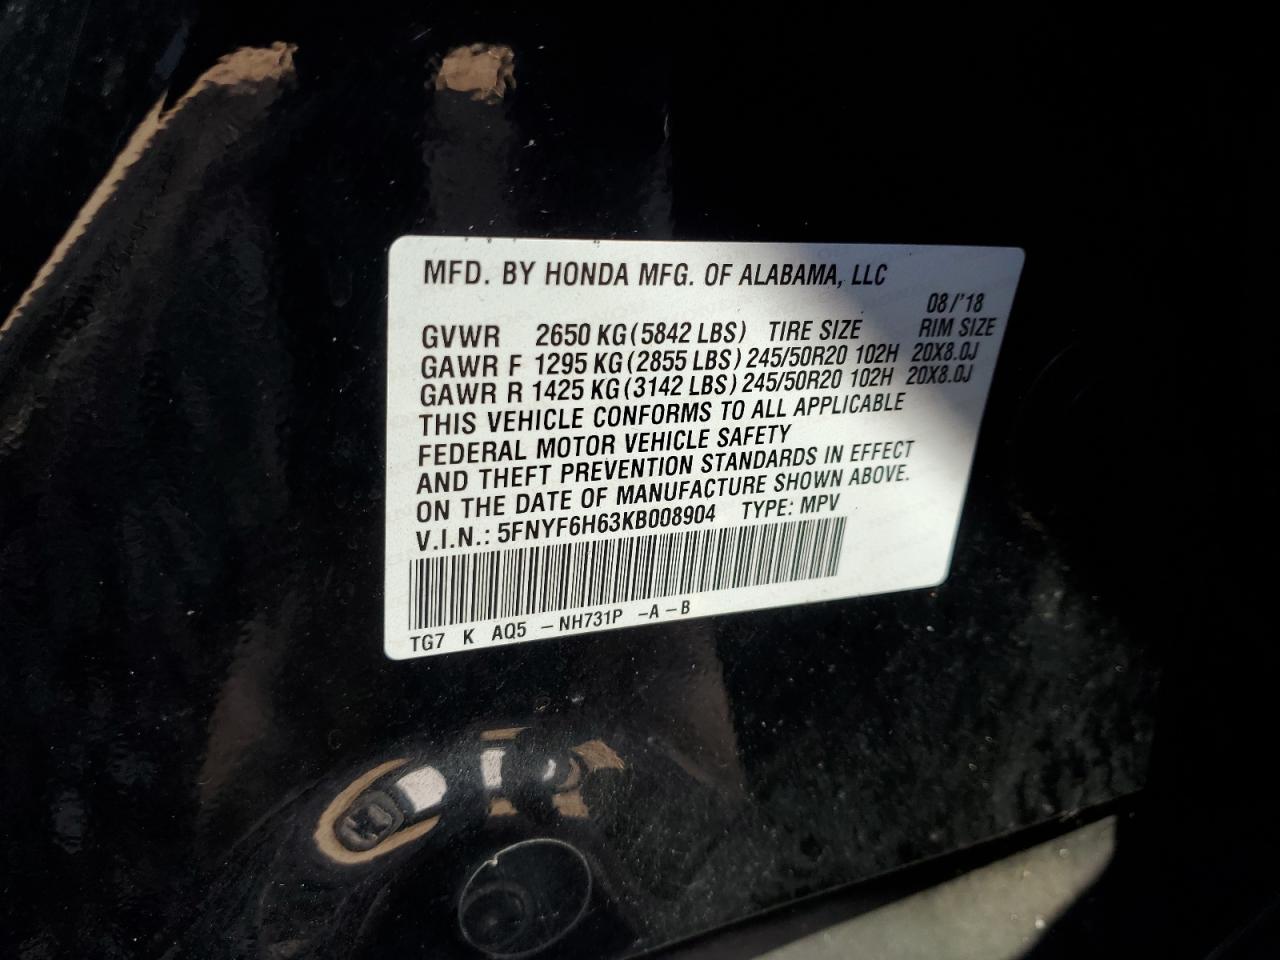 MFD. BY HONDA MFG. OF ALABAMA, LLC
08/'18
GVWR 2650 KG(5842 LBS) TIRE SIZE RIM SIZE
GAWR F 1295 KG(2855 LBS) 245/50R20 102H 20X8.0J
GAWR R 1425 KG(3142 LBS) 245/50R20 102H 20X8.0J
THIS VEHICLE CONFORMS TO ALL APPLICABLE
FEDERAL MOTOR VEHICLE SAFETY
AND THEFT PREVENTION STANDARDS IN EFFECT
ON THE DATE OF MANUFACTURE SHOWN ABOVE.
V.I.N.: 5FNYF6H63KB008904 TYPE: MPV
TG7 K AQ5 -NH731P -A-B